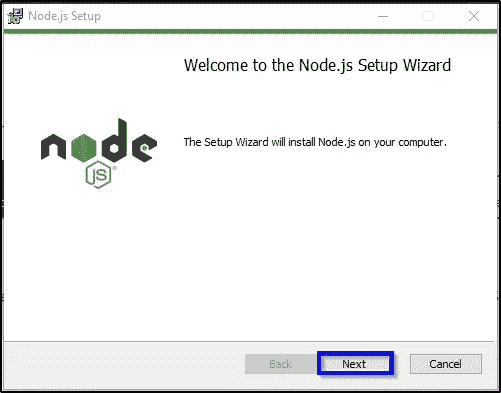 Node.js Setup
Welcome to the Node.js Setup Wizard
node
JS®
The Setup Wizard will install Node.js on your computer.
Back
Next
Cancel